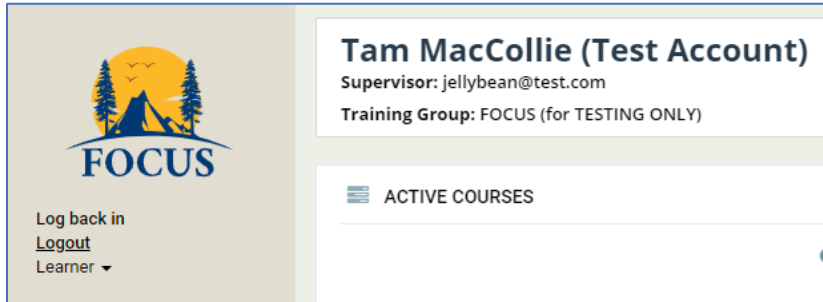 FOCUS
Log back in
Logout
Learner
Tam MacCollie (Test Account)
Supervisor: jellybean@test.com
Training Group: FOCUS (for TESTING ONLY)
ACTIVE COURSES